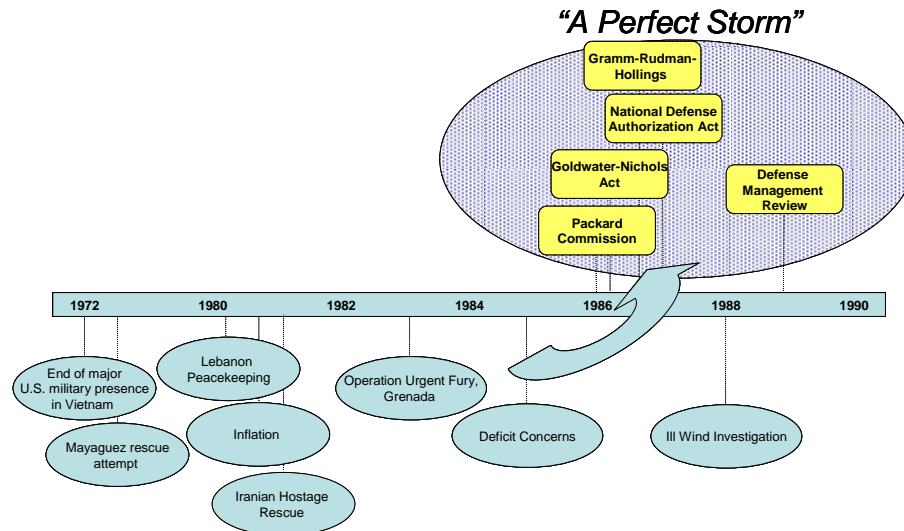 “A Perfect Storm”
Gramm-Rudman-
Hollings
National Defense
Authorization Act
Goldwater-Nichols
Act
Defense
Management
Review
Packard
Commission
1972 1980 1982 1984 1986 1988 1990
End of major
U.S. military presence
in Vietnam
Lebanon
Peacekeeping
Operation Urgent Fury,
Grenada
Mayaguez rescue
attempt
Inflation
Deficit Concerns
Ill Wind Investigation
Iranian Hostage
Rescue